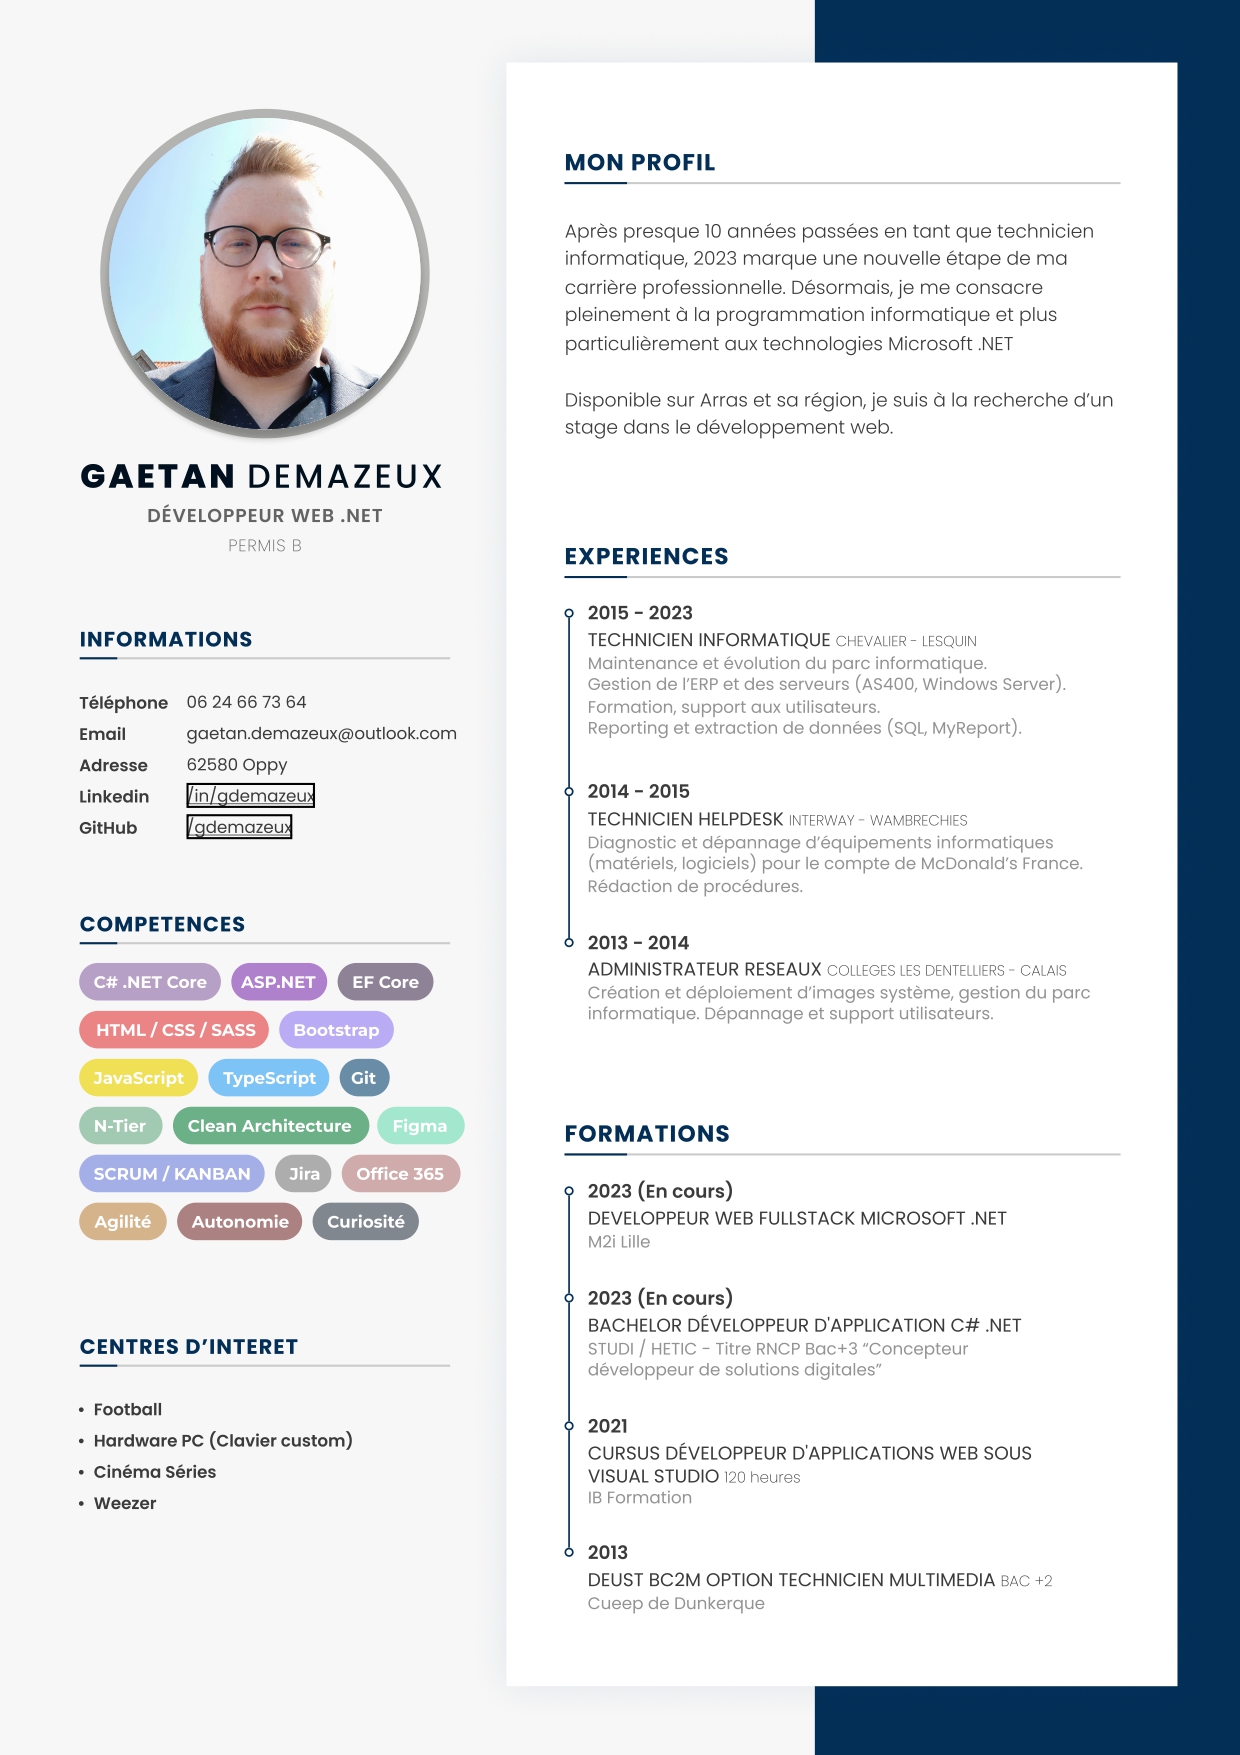 GAETAN DEMAZEUX
DÉVELOPPEUR WEB .NET
PERMIS B
INFORMATIONS
Téléphone 06 24 66 73 64
Email gaetan.demazeux@outlook.com
Adresse 62580 Oppy
Linkedin /in/gdemazeux
GitHub /gdemazeux
COMPETENCES
C# .NET Core ASP.NET EF Core
HTML / CSS / SASS Bootstrap
JavaScript TypeScript Git
N-Tier Clean Architecture Figma
SCRUM / KANBAN Jira Office 365
Agilité Autonomie Curiosité
CENTRES D’INTERET
• Football
• Hardware PC (Clavier custom)
• Cinéma Séries
• Weezer
MON PROFIL
Après presque 10 années passées en tant que technicien
informatique, 2023 marque une nouvelle étape de ma
carrière professionnelle. Désormais, je me consacre
pleinement à la programmation informatique et plus
particulièrement aux technologies Microsoft .NET
Disponible sur Arras et sa région, je suis à la recherche d’un
stage dans le développement web.
EXPERIENCES
2015 - 2023
TECHNICIEN INFORMATIQUE CHEVALIER - LESQUIN
Maintenance et évolution du parc informatique.
Gestion de l’ERP et des serveurs (AS400, Windows Server).
Formation, support aux utilisateurs.
Reporting et extraction de données (SQL, MyReport).
2014 - 2015
TECHNICIEN HELPDESK INTERWAY - WAMBRECHIES
Diagnostic et dépannage d’équipements informatiques
(matériels, logiciels) pour le compte de McDonald’s France.
Rédaction de procédures.
2013 - 2014
ADMINISTRATEUR RESEAUX COLLEGES LES DENTELLIERS - CALAIS
Création et déploiement d’images système, gestion du parc
informatique. Dépannage et support utilisateurs.
FORMATIONS
2023 (En cours)
DEVELOPPEUR WEB FULLSTACK MICROSOFT .NET
M2i Lille
2023 (En cours)
BACHELOR DÉVELOPPEUR D'APPLICATION C# .NET
STUDI / HETIC - Titre RNCP Bac+3 “Concepteur
développeur de solutions digitales”
2021
CURSUS DÉVELOPPEUR D'APPLICATIONS WEB SOUS
VISUAL STUDIO 120 heures
IB Formation
2013
DEUST BC2M OPTION TECHNICIEN MULTIMEDIA BAC +2
Cueep de Dunkerque